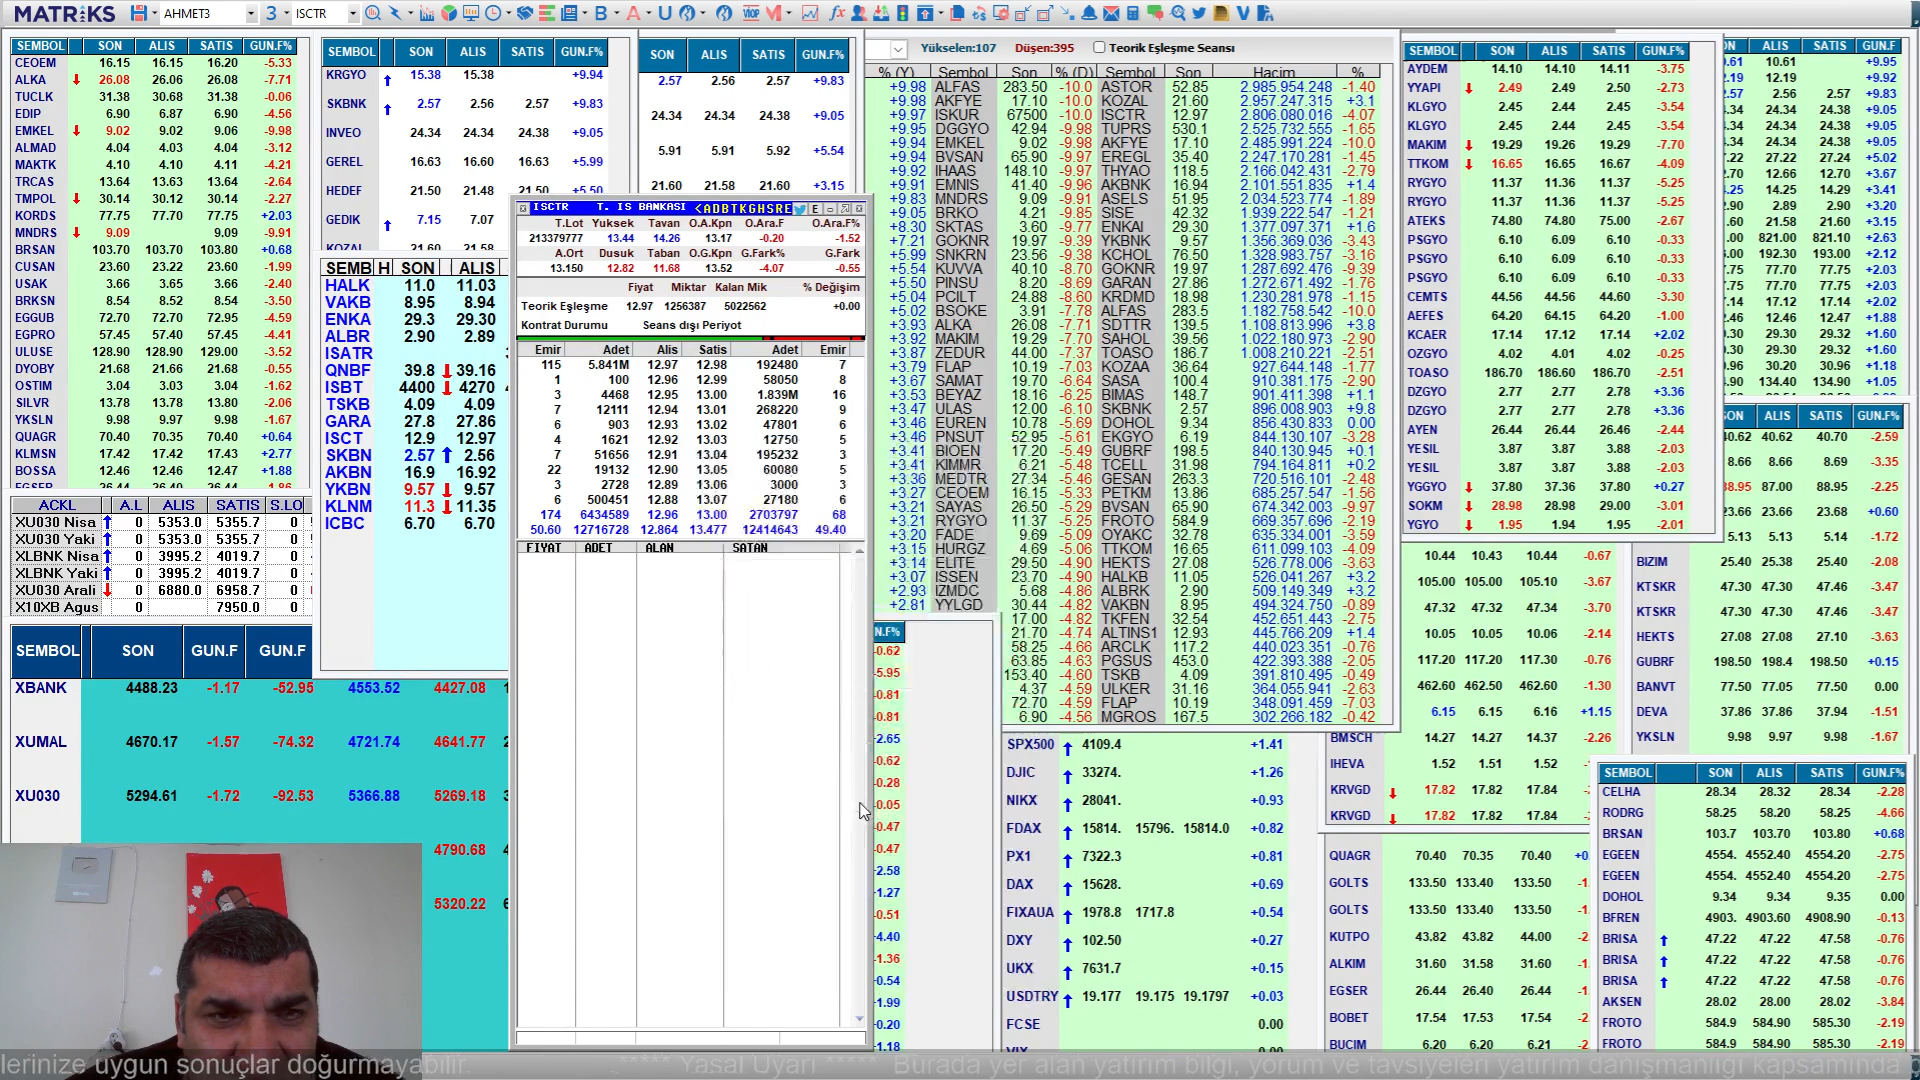 MATRIKS AHMET3 3 ISCTR
SEMBOL SON ALIS SATIS GUN.F%
CEOEM 16.15 16.15 16.20 -5.33
ALKA 26.08 26.06 26.08 -7.71
TUCLK 31.38 30.68 31.38 -0.06
EDIP 6.90 6.87 6.90 -4.56
EMKEL 9.02 9.02 9.06 -9.98
ALMAD 4.04 4.03 4.04 -3.12
MAKTK 4.10 4.10 4.11 -4.21
TRCAS 13.64 13.63 13.64 -2.64
TMPOL 30.14 30.12 30.14 -2.27
KORDS 77.75 77.70 77.75 +2.03
MNDRS 9.09 9.09 -9.91
BRSAN 103.70 103.70 103.80 +0.68
CUSAN 23.60 23.22 23.60 -1.99
USAK 3.66 3.65 3.66 -2.40
BRKSN 8.54 8.52 8.54 -3.50
EGGUB 72.70 72.70 72.95 -4.59
EGPRO 57.45 57.40 57.45 -4.41
ULUSE 128.90 128.90 129.00 -3.52
DYOBY 21.68 21.66 21.68 -0.55
OSTIM 3.04 3.03 3.04 -1.62
SILVR 13.78 13.78 13.80 -2.06
YKSLN 9.98 9.97 9.98 -1.67
QUAGR 70.40 70.35 70.40 +0.64
KLMSN 17.42 17.42 17.43 +2.77
BOSSA 12.46 12.46 12.47 +1.88
ACKL A.L ALIS SATIS S.LO
XU030 Nisa 0 5353.0 5355.7 0
XU030 Yaki 0 5353.0 5355.7 0
XLBNK Nisa 0 3995.2 4019.7 0
XLBNK Yaki 0 3995.2 4019.7 0
XU030 Arali 0 6880.0 6958.7 0
X10XB Agus 0 7950.0 0
SEMBOL SON GUN.F GUN.F
XBANK 4488.23 -1.17 -52.95 4553.52 4427.08
XUMAL 4670.17 -1.57 -74.32 4721.74 4641.77
XU030 5294.61 -1.72 -92.53 5366.88 5269.18
4790.68
5320.22
SEMBOL SON ALIS SATIS GUN.F%
KRGYO 15.38 15.38 +9.94
SKBNK 2.57 2.56 2.57 +9.83
INVEO 24.34 24.34 24.38 +9.05
GEREL 16.63 16.60 16.63 +5.99
HEDEF 21.50 21.48 21.50 +5.50
GEDIK 7.15 7.07
KOZAL 21.60 21.58
SEMB H SON ALIS
HALK 11.0 11.03
VAKB 8.95 8.94
ENKA 29.3 29.30
ALBR 2.90 2.89
ISATR
QNBF 39.8 39.16
ISBT 4400 4270
TSKB 4.09 4.09
GARA 27.8 27.86
ISCT 12.9 12.97
SKBN 2.57 2.56
AKBN 16.9 16.92
YKBN 9.57 9.57
KLNM 11.3 11.35
ICBC 6.70 6.70
SON ALIS SATIS GUN.F%
2.57 2.56 2.57 +9.83
24.34 24.34 24.38 +9.05
5.91 5.91 5.92 +5.54
21.60 21.58 21.60 +3.15
ISCTR T. IS BANKASI <ADBTKGHSRE E
T.Lot Yuksek Tavan O.A.Kpn O.Ara.F O.Ara.F%
213379777 13.44 14.26 13.17 -0.20 -1.52
A.Ort Dusuk Taban O.G.Kpn G.Fark% G.Fark
13.150 12.82 11.68 13.52 -4.07 -0.55
Fiyat Miktar Kalan Mik % Değişim
Teorik Eşleşme 12.97 1256387 5022562 +0.00
Kontrat Durumu Seans dışı Periyot
Emir Adet Alis Satis Adet Emir
115 5.841M 12.97 12.98 192480 7
1 100 12.96 12.99 58050 8
3 4468 12.95 13.00 1.839M 16
7 12111 12.94 13.01 268220 9
6 903 12.93 13.02 47801 6
4 1621 12.92 13.03 12750 5
7 51656 12.91 13.04 195232 3
22 19132 12.90 13.05 60080 5
3 2728 12.89 13.06 3000 3
6 500451 12.88 13.07 27180 6
174 6434589 12.96 13.00 2703797 68
50.60 12716728 12.864 13.477 12414643 49.40
FIYAT ADET ALAN SATAN
Yükselen:107 Düşen:395 Teorik Eşleşme Seansı
% (Y) Sembol Son % (D) Sembol Son Hacim %
+9.98 ALFAS 283.50 -10.0 ASTOR 52.85 2.985.954.248 -1.40
+9.98 AKFYE 17.10 -10.0 KOZAL 21.60 2.957.247.315 +3.1
+9.97 ISKUR 67500 -10.0 ISCTR 12.97 2.806.080.016 -4.07
+9.95 DGGYO 42.94 -9.98 TUPRS 530.1 2.525.732.555 -1.65
+9.94 EMKEL 9.02 -9.98 AKFYE 17.10 2.485.991.224 -10.0
+9.94 BVSAN 65.90 -9.97 EREGL 35.40 2.247.170.281 -1.45
+9.92 IHAAS 148.10 -9.97 THYAO 118.5 2.166.042.431 -2.79
+9.91 EMNIS 41.40 -9.96 AKBNK 16.94 2.101.551.835 +1.4
+9.83 MNDRS 9.09 -9.91 ASELS 51.95 2.034.523.774 -1.89
+9.05 BRKO 4.21 -9.85 SISE 42.32 1.939.222.547 -1.21
+8.30 SKTAS 3.60 -9.77 ENKAI 29.30 1.377.097.371 +1.6
+7.21 GOKNR 19.97 -9.39 YKBNK 9.57 1.356.369.036 -3.43
+5.99 SNKRN 23.56 -9.38 KCHOL 76.50 1.328.983.757 -3.16
+5.54 KUVVA 40.10 -8.70 GOKNR 19.97 1.287.692.476 -9.39
+5.50 PINSU 8.20 -8.69 GARAN 27.86 1.272.671.492 -1.76
+5.04 PCILT 24.88 -8.60 KRDMD 18.98 1.230.281.978 -1.15
+5.02 BSOKE 3.91 -7.78 ALFAS 283.5 1.182.758.542 -10.0
+3.93 ALKA 26.08 -7.71 SDTTR 139.5 1.108.813.996 +3.8
+3.92 MAKIM 19.29 -7.70 SAHOL 39.56 1.022.180.973 -2.90
+3.87 ZEDUR 44.00 -7.37 TOASO 186.7 1.008.210.221 -2.51
+3.79 FLAP 10.19 -7.03 KOZAA 36.64 927.644.148 -1.77
+3.67 SAMAT 19.70 -6.64 SASA 100.4 910.381.175 -2.90
+3.53 BEYAZ 18.16 -6.25 BIMAS 148.7 901.411.398 +1.1
+3.47 ULAS 12.00 -6.10 SKBNK 2.57 896.008.903 +9.8
+3.46 EUREN 10.78 -5.69 DOHOL 9.34 856.430.833 0.00
+3.42 PNSUT 52.95 -5.61 EKGYO 6.19 844.130.107 -3.28
+3.41 BIOEN 17.20 -5.49 GUBRF 198.5 840.130.945 +0.1
+3.41 KIMMR 6.21 -5.48 TCELL 31.98 794.164.811 +0.2
+3.36 MEDTR 27.34 -5.46 GESAN 263.3 720.516.101 -2.48
+3.27 CEOEM 16.15 -5.33 PETKM 13.86 685.257.547 -1.56
+3.21 SAYAS 26.50 -5.29 BVSAN 65.90 674.342.003 -9.97
+3.21 RYGYO 11.37 -5.25 FROTO 584.9 669.357.696 -2.19
+3.20 FADE 9.69 -5.09 OYAKC 32.78 635.334.001 -3.59
+3.15 HURGZ 4.69 -5.06 TTKOM 16.65 611.099.103 -4.09
+3.14 ELITE 29.50 -4.90 HEKTS 27.08 526.778.006 -3.63
+3.07 ISSEN 23.70 -4.90 HALKB 11.05 526.041.267 +3.2
+2.93 IZMDC 5.68 -4.86 ALBRK 2.90 509.149.349 +3.2
+2.81 YYLGD 30.44 -4.82 VAKBN 8.95 494.324.750 -0.89
17.00 -4.82 TKFEN 32.54 452.651.443 -2.75
21.70 -4.74 ALTINS1 12.93 445.766.209 +1.4
58.25 -4.66 ARCLK 117.2 440.023.351 -0.76
63.85 -4.63 PGSUS 453.0 422.393.388 -2.05
153.40 -4.60 TSKB 4.09 391.810.495 -0.49
4.37 -4.59 ULKER 31.16 364.055.941 -2.63
72.70 -4.59 FLAP 10.19 348.091.459 -7.03
6.90 -4.56 MGROS 167.5 302.266.182 -0.42
N.F%
-0.62
-5.95
-0.81
-0.81
-2.65
-0.62
-0.28
-0.05
-0.47
-0.47
-2.58
-1.27
-0.51
-4.40
-1.36
-0.54
-1.99
-0.20
-1.18
SPX500 4109.4 +1.41
DJIC 33274. +1.26
NIKX 28041. +0.93
FDAX 15814. 15796. 15814.0 +0.82
PX1 7322.3 +0.81
DAX 15628. +0.69
FIXAUA 1978.8 1717.8 +0.54
DXY 102.50 +0.27
UKX 7631.7 +0.15
USDTRY 19.177 19.175 19.1797 +0.03
FCSE 0.00
SEMBOL SON ALIS SATIS GUN.F%
AYDEM 14.10 14.10 14.11 -3.75
YYAPI 2.49 2.49 2.50 -2.73
KLGYO 2.45 2.44 2.45 -3.54
KLGYO 2.45 2.44 2.45 -3.54
MAKIM 19.29 19.26 19.29 -7.70
TTKOM 16.65 16.65 16.67 -4.09
RYGYO 11.37 11.37 11.37 -5.25
RYGYO 11.37 11.37 11.37 -5.25
ATEKS 74.80 74.80 75.00 -2.67
PSGYO 6.10 6.09 6.10 -0.33
PSGYO 6.10 6.09 6.10 -0.33
PSGYO 6.10 6.09 6.10 -0.33
CEMTS 44.56 44.56 44.60 -3.30
AEFES 64.20 64.15 64.20 -1.00
KCAER 17.14 17.12 17.14 +2.02
OZGYO 4.02 4.01 4.02 -0.25
TOASO 186.70 186.60 186.70 -2.51
DZGYO 2.77 2.77 2.78 +3.36
DZGYO 2.77 2.77 2.78 +3.36
AYEN 26.44 26.44 26.46 -2.44
YESIL 3.87 3.87 3.88 -2.03
YESIL 3.87 3.87 3.88 -2.03
YGGYO 37.80 37.36 37.80 +0.27
SOKM 28.98 28.98 29.00 -3.01
YGYO 1.95 1.94 1.95 -2.01
10.44 10.43 10.44 -0.67
105.00 105.00 105.10 -3.67
47.32 47.32 47.34 -3.70
10.05 10.05 10.06 -2.14
117.20 117.20 117.30 -0.76
462.60 462.50 462.60 -1.30
6.15 6.15 6.16 +1.15
BMSCH 14.27 14.27 14.37 -2.26
IHEVA 1.52 1.51 1.52
KRVGD 17.82 17.82 17.84
KRVGD 17.82 17.82 17.84
QUAGR 70.40 70.35 70.40
GOLTS 133.50 133.40 133.50
GOLTS 133.50 133.40 133.50
KUTPO 43.82 43.82 44.00
ALKIM 31.60 31.58 31.60
EGSER 26.44 26.40 26.44
BOBET 17.54 17.53 17.54
BUCIM 6.20 6.20 6.21
SON ALIS SATIS GUN.F
10.61 +9.95
12.19 +9.92
2.56 2.57 +9.83
24.34 24.38 +9.05
24.34 24.38 +9.05
SON ALIS SATIS GUN.F%
40.62 40.62 40.70 -2.59
8.66 8.66 8.69 -3.35
88.95 87.00 88.95 -2.25
23.66 23.66 23.68 +0.60
5.13 5.13 5.14 -1.72
BIZIM 25.40 25.38 25.40 -2.08
KTSKR 47.30 47.30 47.46 -3.47
KTSKR 47.30 47.30 47.46 -3.47
HEKTS 27.08 27.08 27.10 -3.63
GUBRF 198.50 198.4 198.50 +0.15
BANVT 77.50 77.05 77.50 0.00
DEVA 37.86 37.86 37.94 -1.51
YKSLN 9.98 9.97 9.98 -1.67
SEMBOL SON ALIS SATIS GUN.F%
CELHA 28.34 28.32 28.34 -2.28
RODRG 58.25 58.20 58.25 -4.66
BRSAN 103.7 103.70 103.80 +0.68
EGEEN 4554. 4552.40 4554.20 -2.75
EGEEN 4554. 4552.40 4554.20 -2.75
DOHOL 9.34 9.34 9.35 0.00
BFREN 4903. 4903.60 4908.90 -0.13
BRISA 47.22 47.22 47.58 -0.76
BRISA 47.22 47.22 47.58 -0.76
BRISA 47.22 47.22 47.58 -0.76
AKSEN 28.02 28.00 28.02 -3.84
FROTO 584.9 584.90 585.30 -2.19
FROTO 584.9 584.90 585.30 -2.19
lerinize uygun sonuçlar doğurmayabilir. ***** Yasal Uyarı ***** Burada yer alan yatırım bilgi, yorum ve tavsiyeleri yatırım danışmanlığı kapsamında